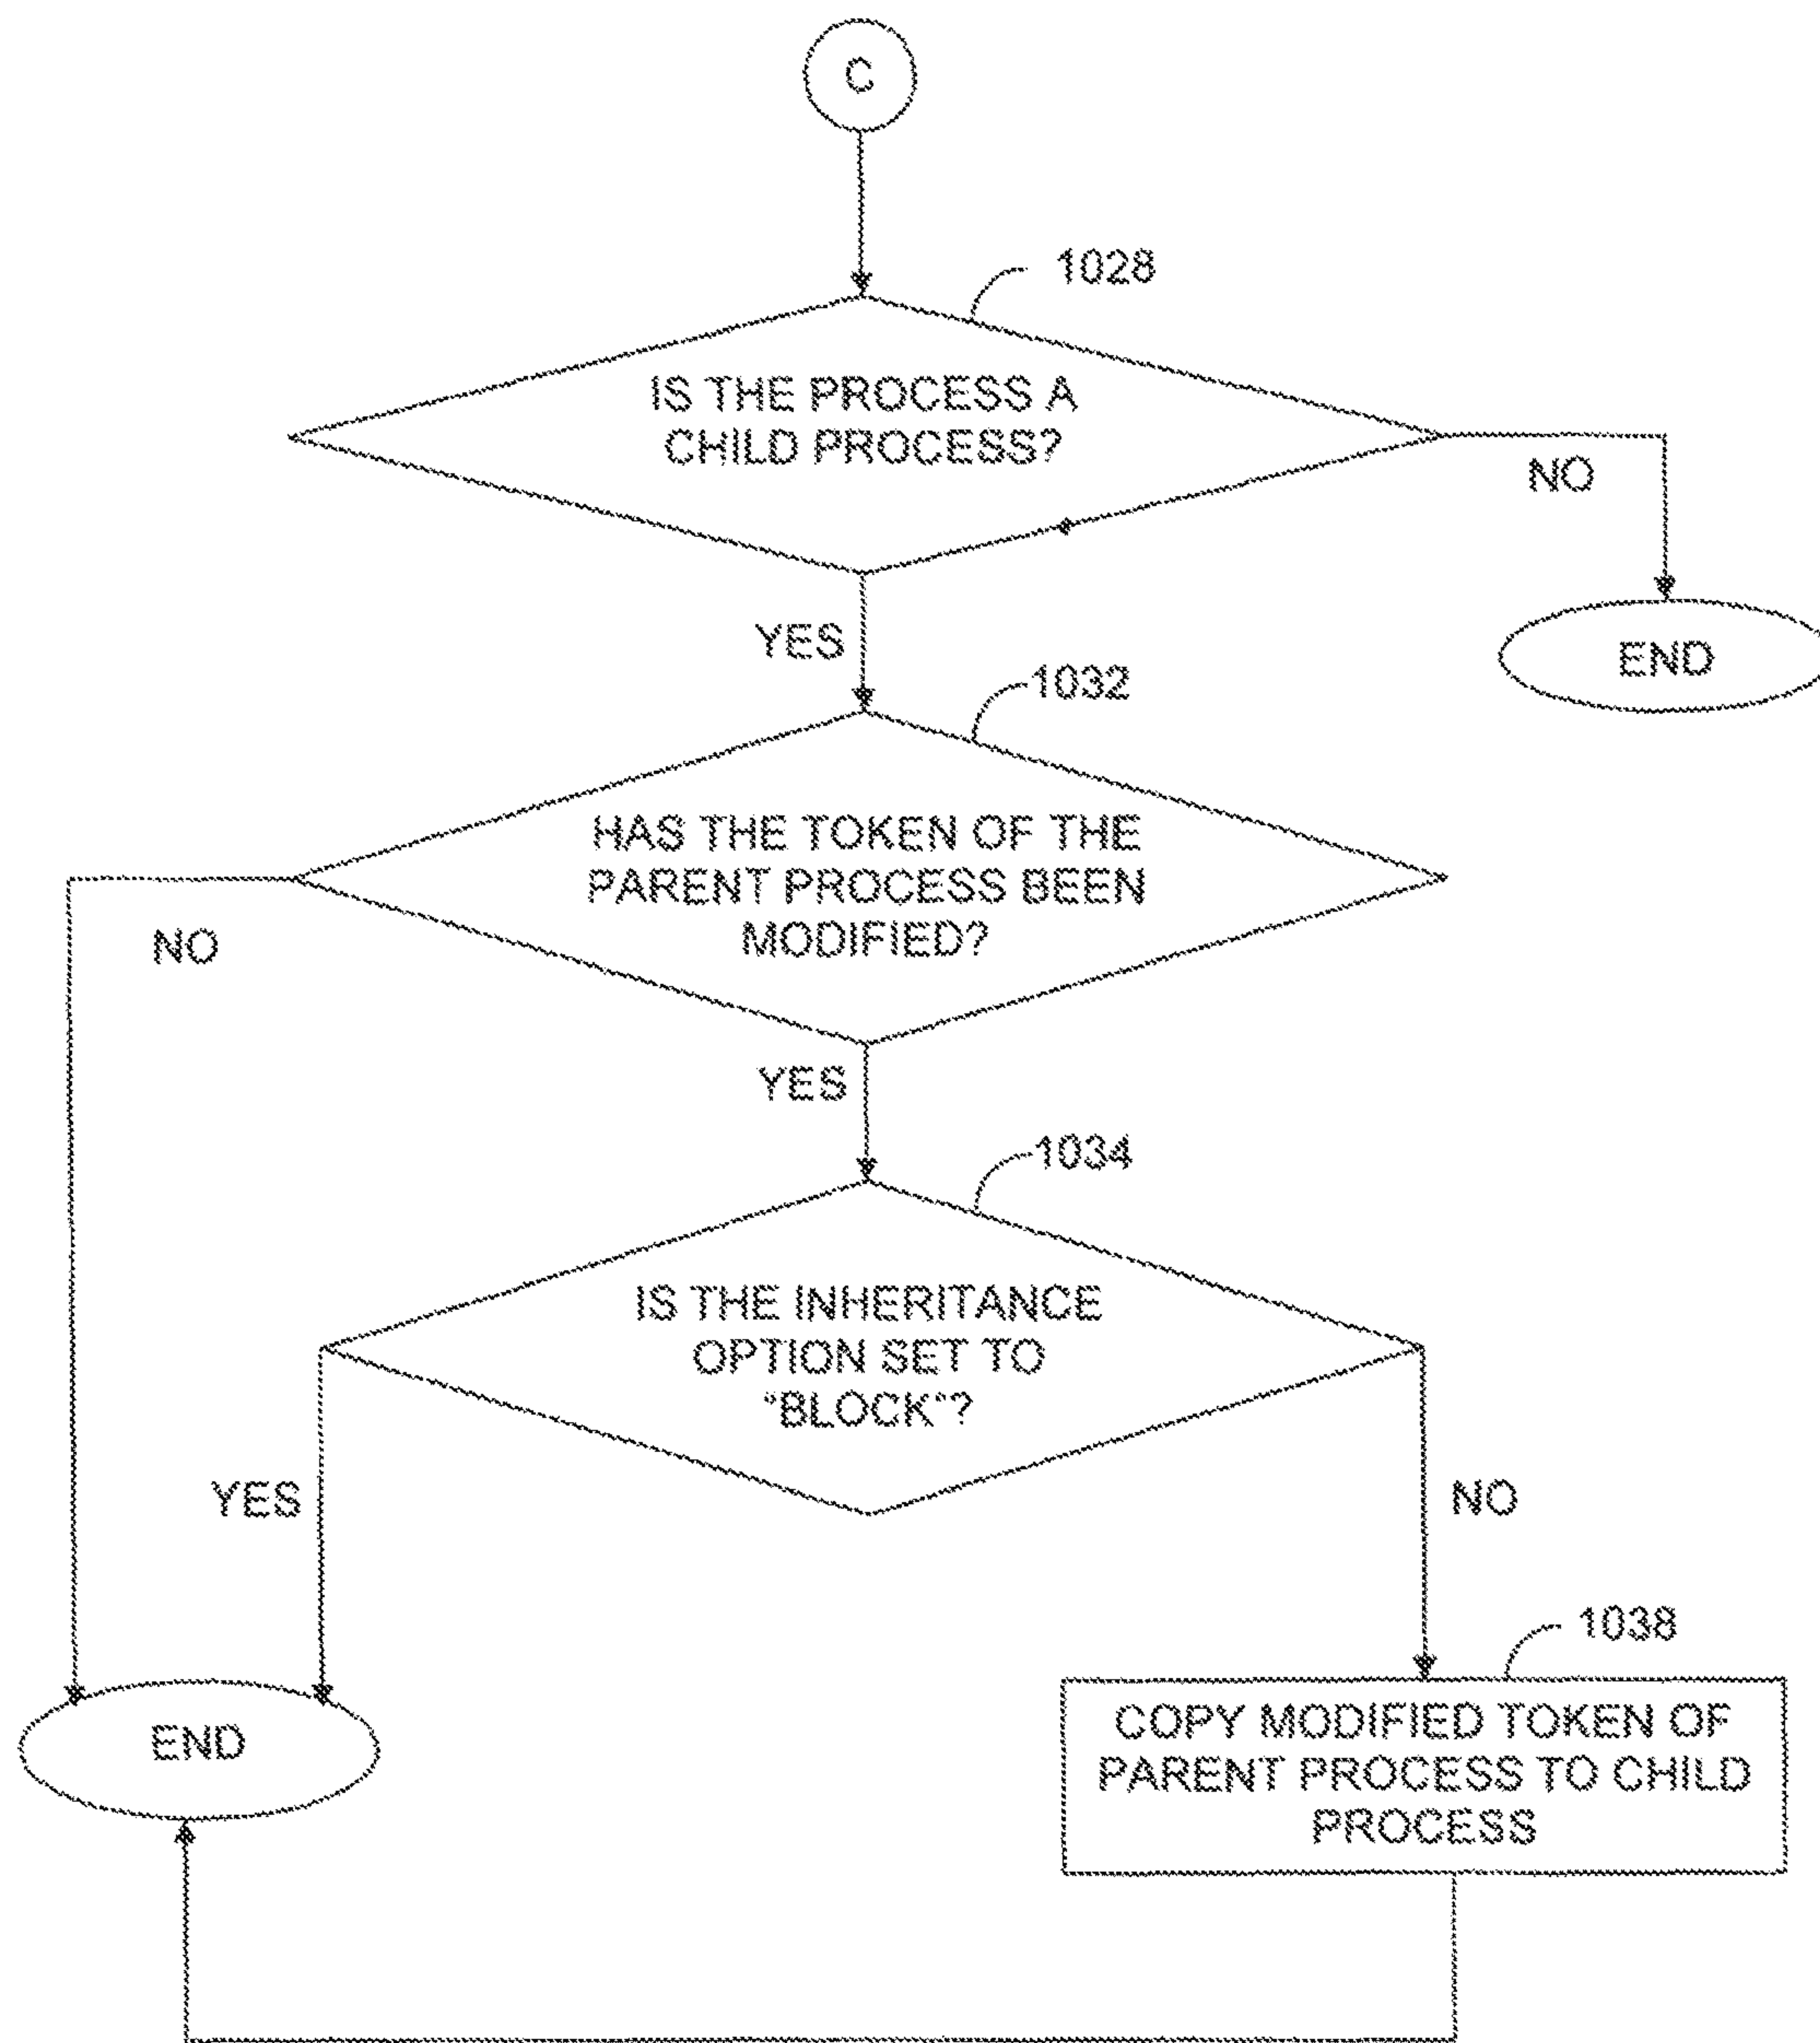 C
1028
IS THE PROCESS A
CHILD PROCESS?
NO
YES
END
1032
HAS THE TOKEN OF THE
PARENT PROCESS BEEN
MODIFIED?
NO
YES
1034
IS THE INHERITANCE
OPTION SET TO
"BLOCK"?
YES
NO
1038
COPY MODIFIED TOKEN OF
PARENT PROCESS TO CHILD
PROCESS
END